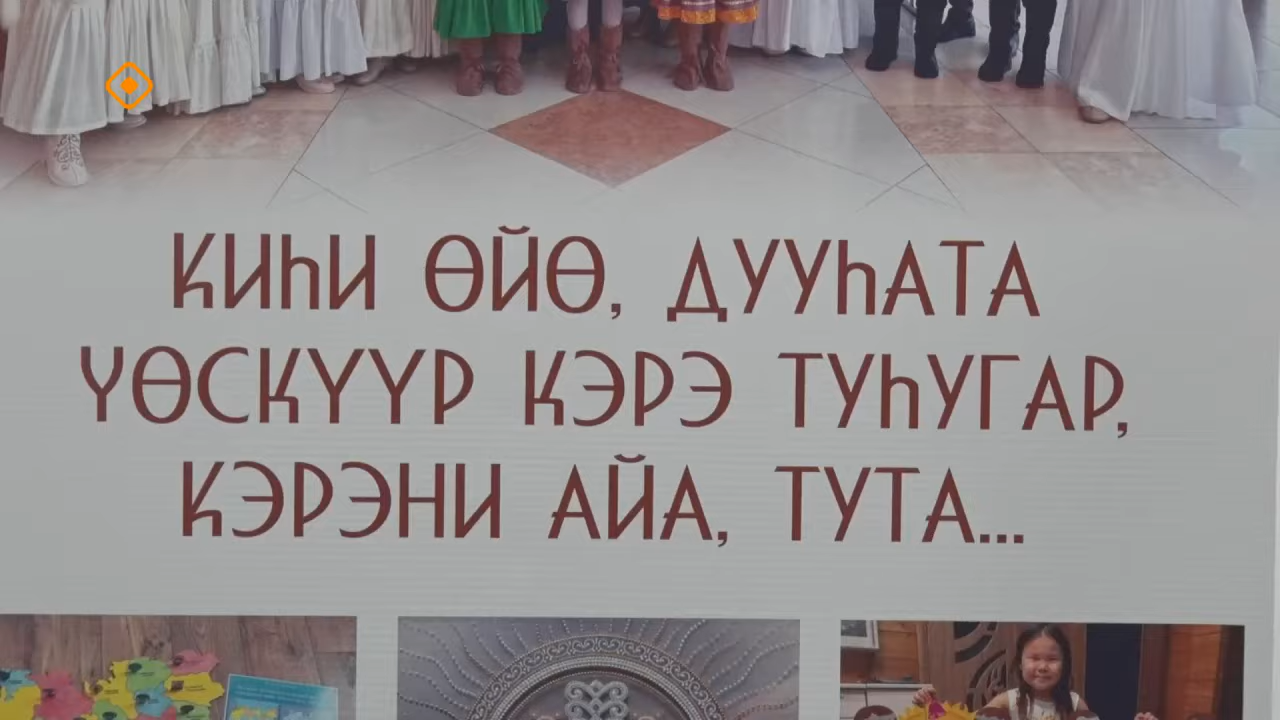 КИҺИ ӨЙӨ, ДУУҺАТА
ҮӨСКҮҮР КЭРЭ ТУҺУГАР,
КЭРЭНИ АЙА, ТУТА...